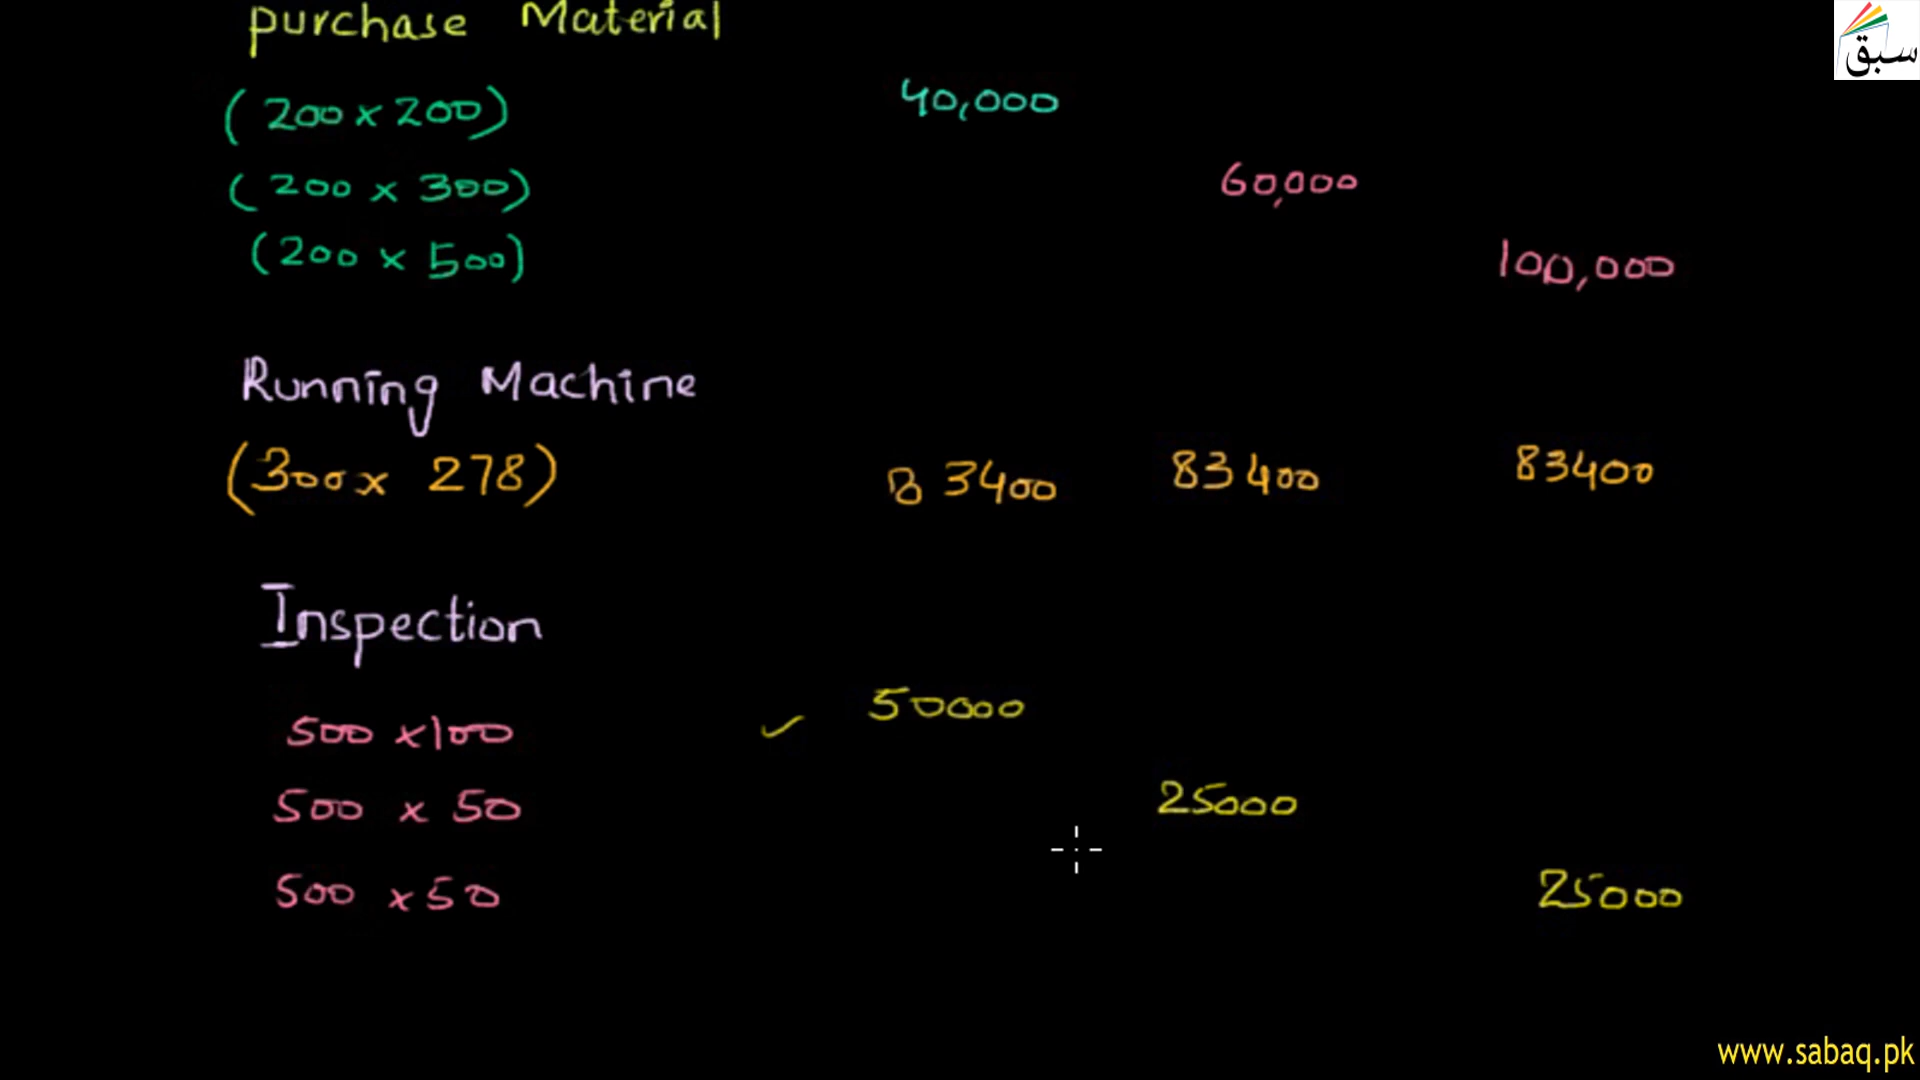 purchase Material
سبق
(200 x 200) 40,000
(200 x 300) 60,000
(200 x 500) 100,000
Running Machine
(300 x 278) 83400 83400 83400
Inspection
500 x 100 ✓ 50000
500 x 50 25000
500 x 50 25000
www.sabaq.pk